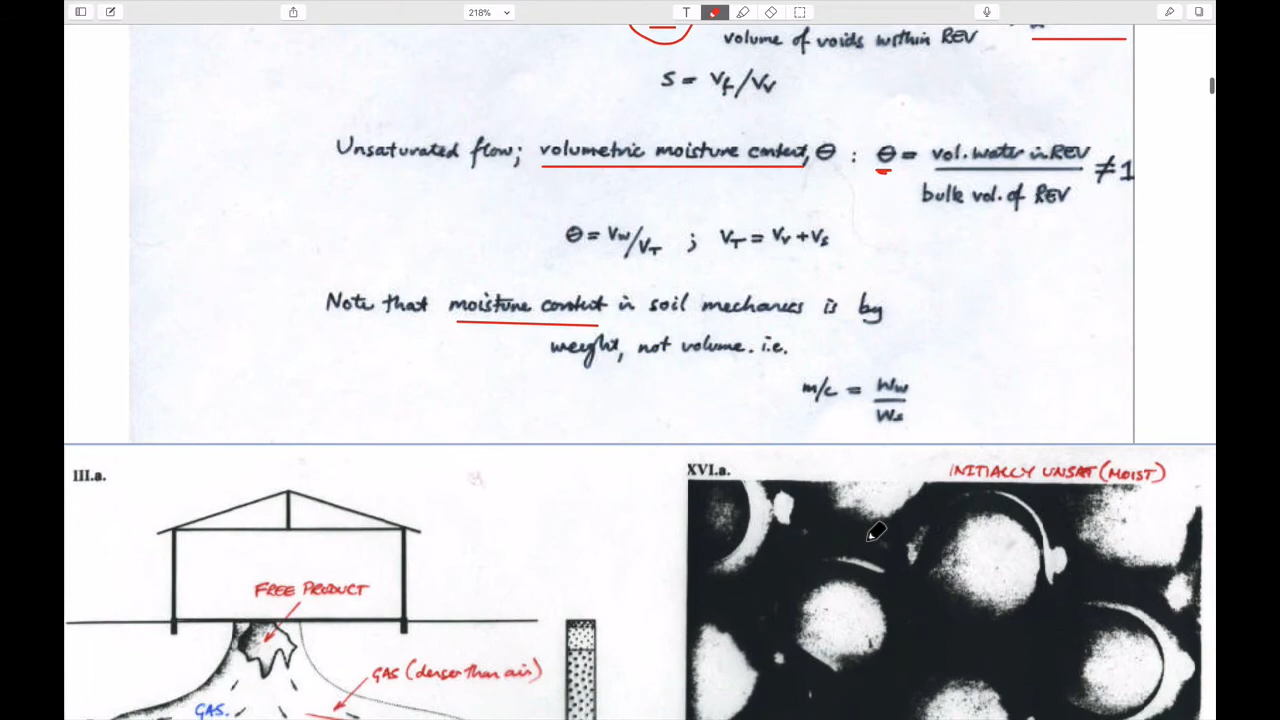 218%
T
volume of voids within REV
S = Vf/Vv
Unsaturated flow; volumetric moisture content, θ : θ = vol. water in REV ≠ 1
bulk vol. of REV
θ = Vw/VT ; VT = Vv + Vs
Note that moisture content in soil mechanics is by
weight, not volume. i.e.
m/c = Ww
Ws
III.a.
XVI.a.
INITIALLY UNSAT (MOIST)
FREE PRODUCT
GAS (denser than air)
GAS.